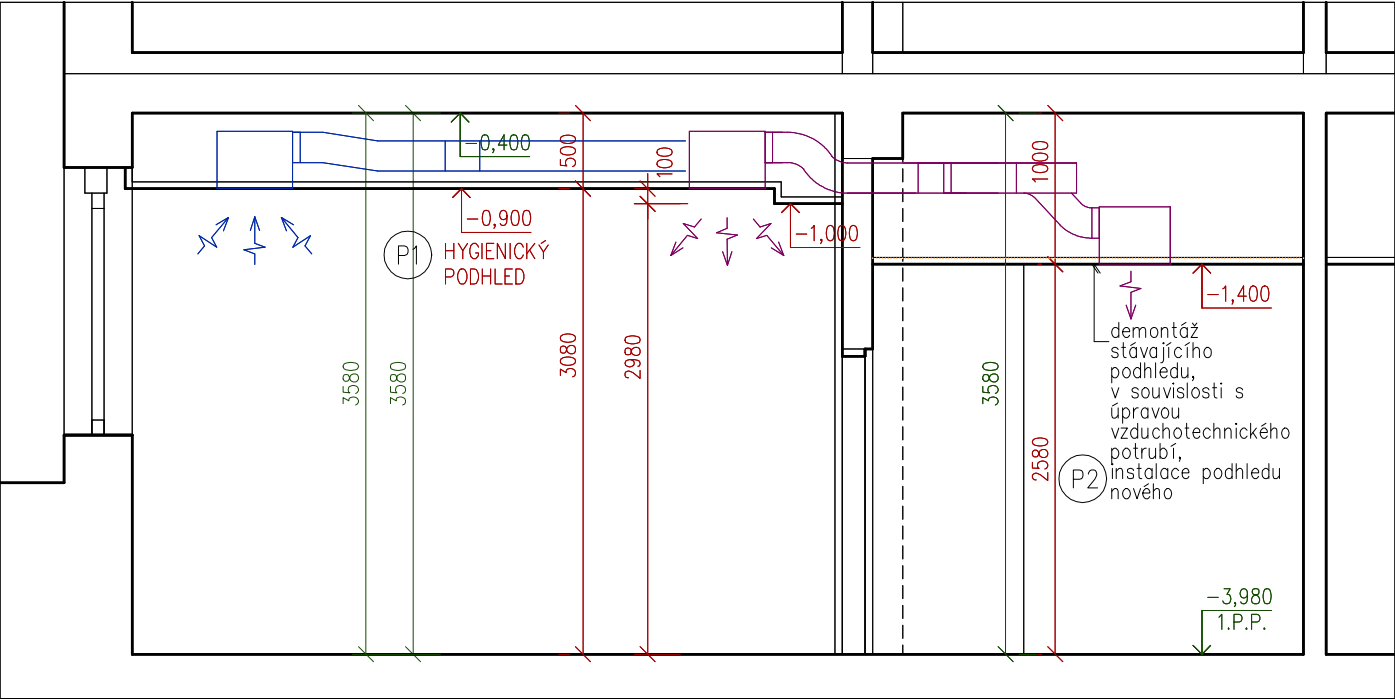 -0,400
500
100
1000
-0,900
-1,000
P1
HYGIENICKÝ
PODHLED
-1,400
3580
3580
3080
2980
3580
2580
demontáž
stávajícího
podhledu,
v souvislosti s
úpravou
vzduchotechnického
potrubí,
instalace podhledu
nového
P2
-3,980
1.P.P.